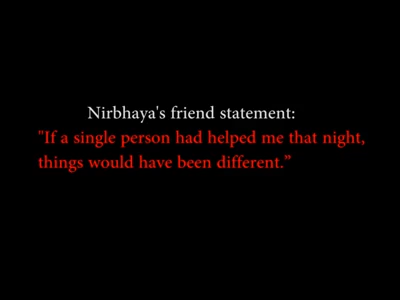 Nirbhaya's friend statement:
"If a single person had helped me that night,
things would have been different.”